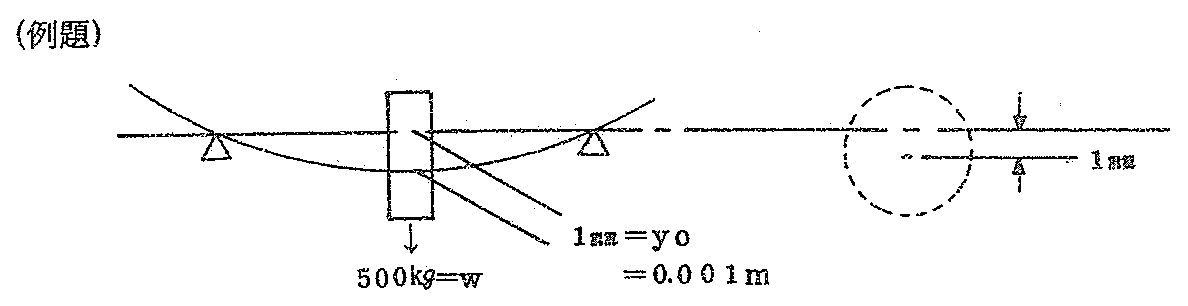 (例題)
1mm
1mm=yo
500kg=w
=0.001m